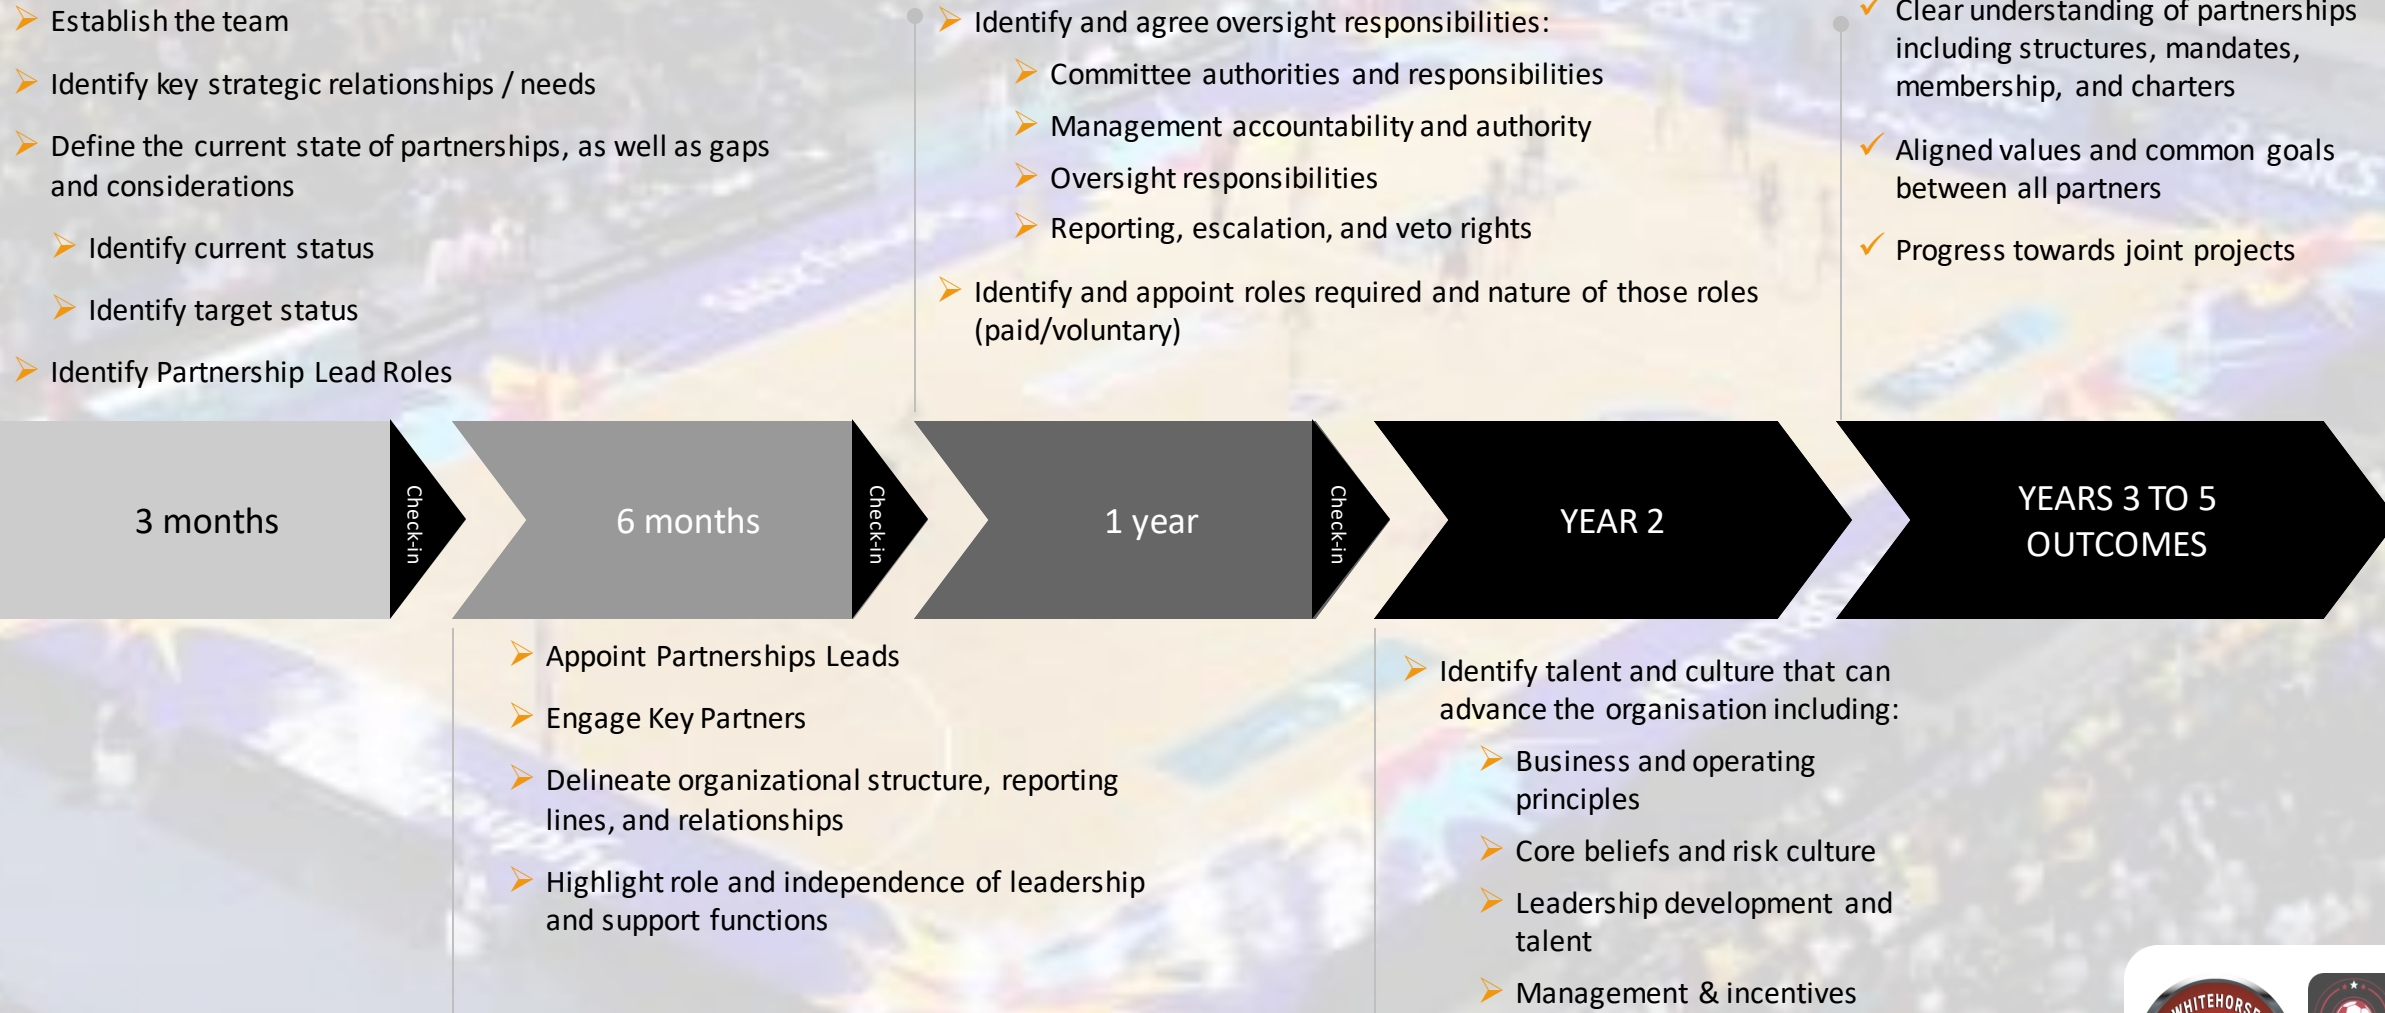 Establish the team
Identify key strategic relationships / needs
Define the current state of partnerships, as well as gaps
and considerations
Identify current status
Identify target status
Identify Partnership Lead Roles
Identify and agree oversight responsibilities:
Committee authorities and responsibilities
Management accountability and authority
Oversight responsibilities
Reporting, escalation, and veto rights
Identify and appoint roles required and nature of those roles
(paid/voluntary)
Clear understanding of partnerships
including structures, mandates,
membership, and charters
Aligned values and common goals
between all partners
Progress towards joint projects
3 months
Check-in
6 months
Check-in
1 year
Check-in
YEAR 2
YEARS 3 TO 5
OUTCOMES
Appoint Partnerships Leads
Engage Key Partners
Delineate organizational structure, reporting
lines, and relationships
Highlight role and independence of leadership
and support functions
Identify talent and culture that can
advance the organisation including:
Business and operating
principles
Core beliefs and risk culture
Leadership development and
talent
Management & incentives
WHITEHORSE